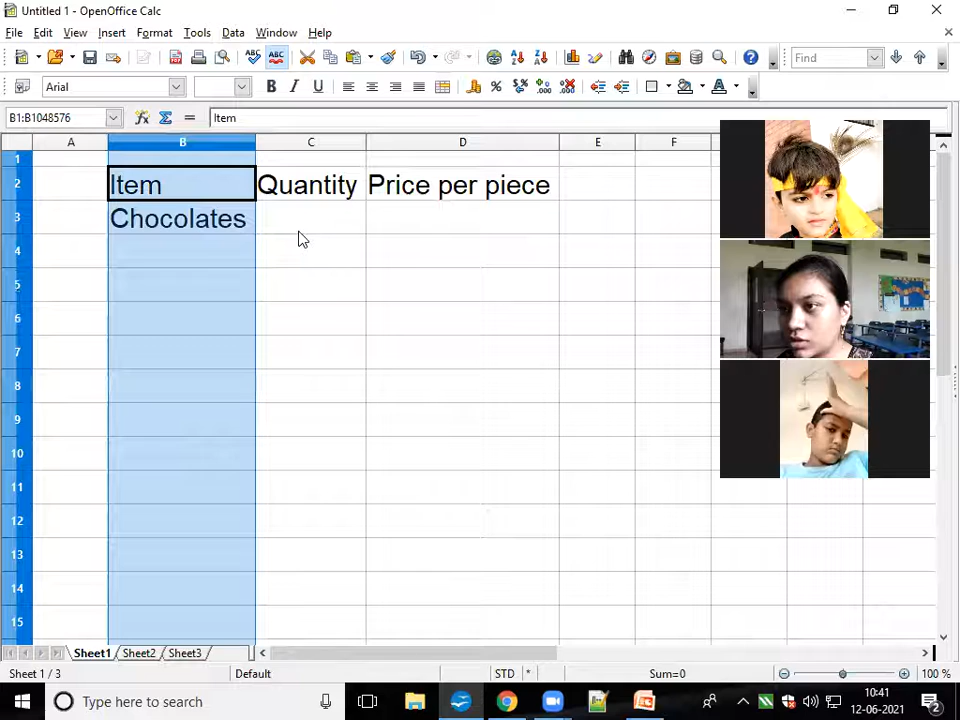 Untitled 1 - OpenOffice Calc
File Edit View Insert Format Tools Data Window Help
Find
Arial
B1:B1048576 Item
A B C D E F
1
2 Item Quantity Price per piece
3 Chocolates
4
5
6
7
8
9
10
11
12
13
14
15
Sheet1 Sheet2 Sheet3
Sheet 1 / 3 Default STD * Sum=0 100 %
Type here to search
10:41
12-06-2021
2